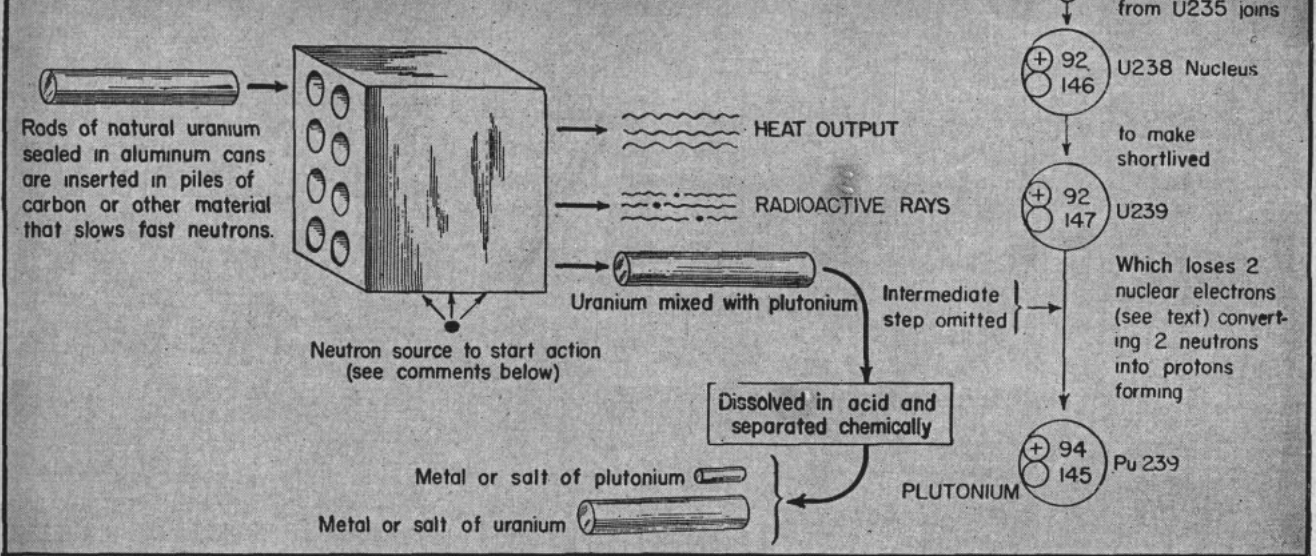 from U235 joins
+ 92
146
U238 Nucleus
to make
shortlived
+ 92
147
U239
Which loses 2
nuclear electrons
(see text) convert-
ing 2 neutrons
into protons
forming
Intermediate
step omitted
+ 94
145
Pu 239
PLUTONIUM
Rods of natural uranium
sealed in aluminum cans
are inserted in piles of
carbon or other material
that slows fast neutrons.
HEAT OUTPUT
RADIOACTIVE RAYS
Uranium mixed with plutonium
Neutron source to start action
(see comments below)
Dissolved in acid and
separated chemically
Metal or salt of plutonium
Metal or salt of uranium